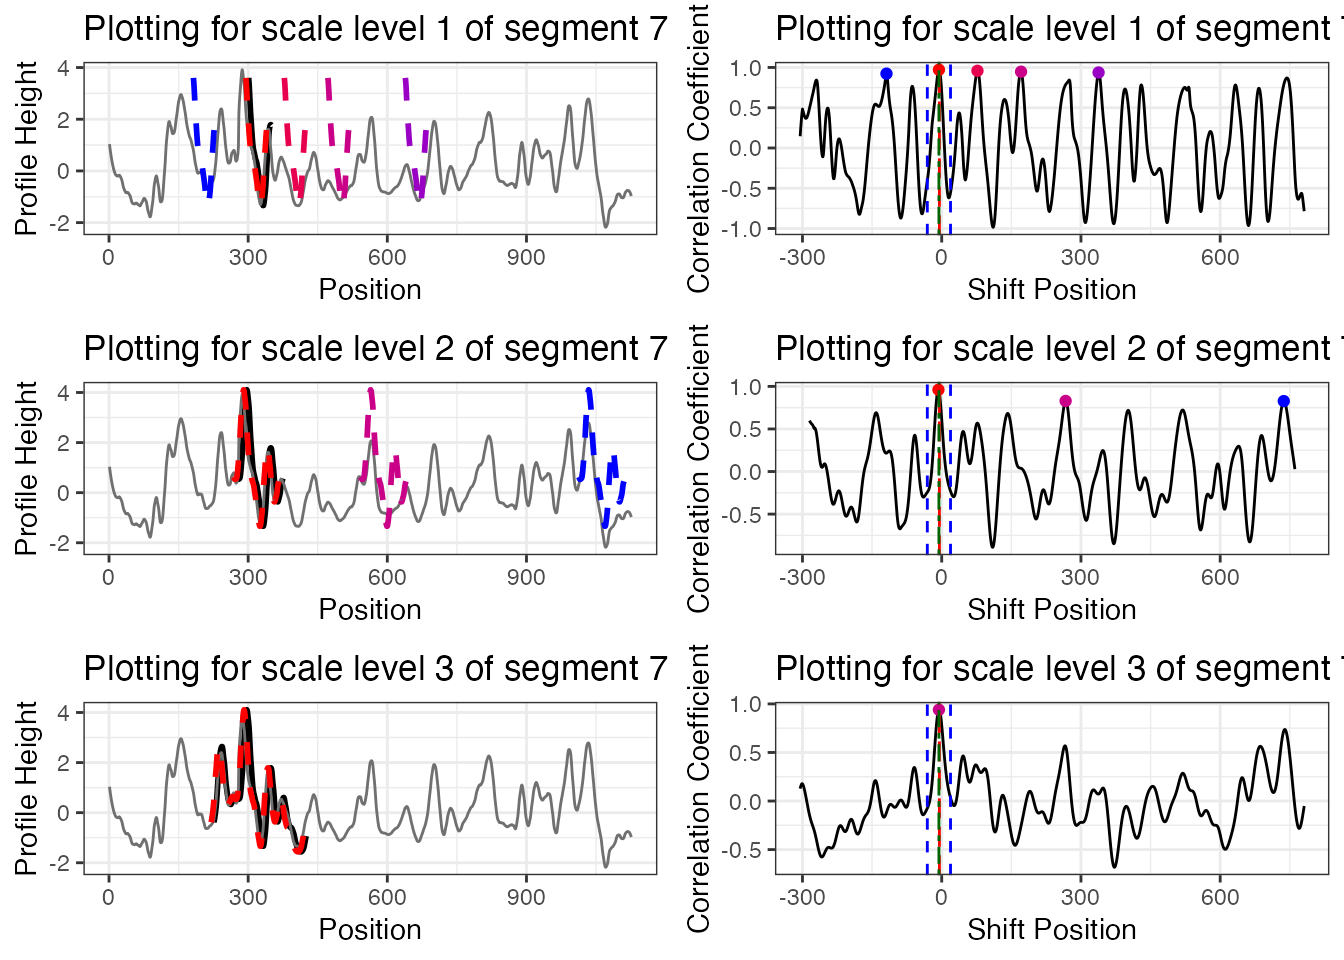 Plotting for scale level 1 of segment 7
Profile Height
4
2
0
-2
0 300 600 900
Position
Plotting for scale level 1 of segment 7
Correlation Coefficient
1.0
0.5
0.0
-0.5
-1.0
-300 0 300 600
Shift Position
Plotting for scale level 2 of segment 7
Profile Height
4
2
0
-2
0 300 600 900
Position
Plotting for scale level 2 of segment 7
Correlation Coefficient
1.0
0.5
0.0
-0.5
-300 0 300 600
Shift Position
Plotting for scale level 3 of segment 7
Profile Height
4
2
0
-2
0 300 600 900
Position
Plotting for scale level 3 of segment 7
Correlation Coefficient
1.0
0.5
0.0
-0.5
-300 0 300 600
Shift Position